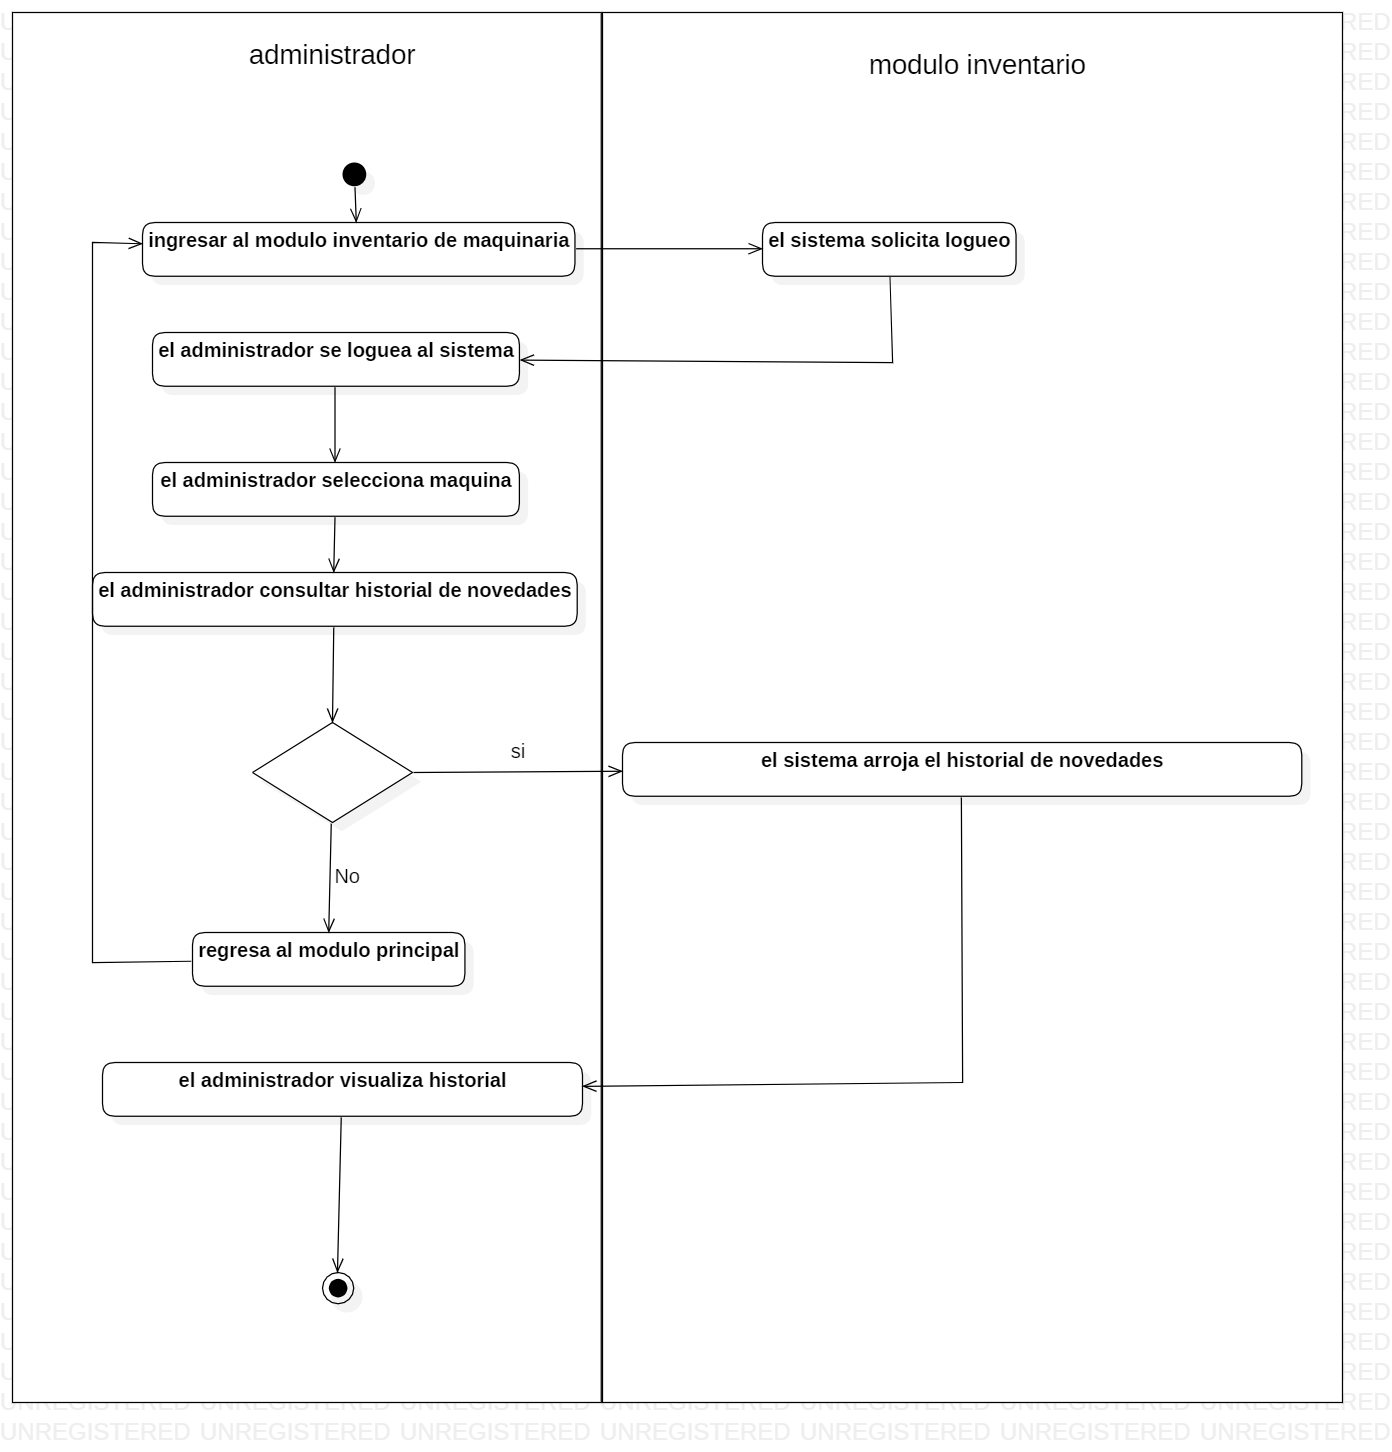 administrador
modulo inventario
ingresar al modulo inventario de maquinaria
el sistema solicita logueo
el administrador se loguea al sistema
el administrador selecciona maquina
el administrador consultar historial de novedades
si
el sistema arroja el historial de novedades
No
regresa al modulo principal
el administrador visualiza historial
UNREGISTERED UNREGISTERED UNREGISTERED UNREGISTERED UNREGISTERED UNREGISTERED UNREGISTERED